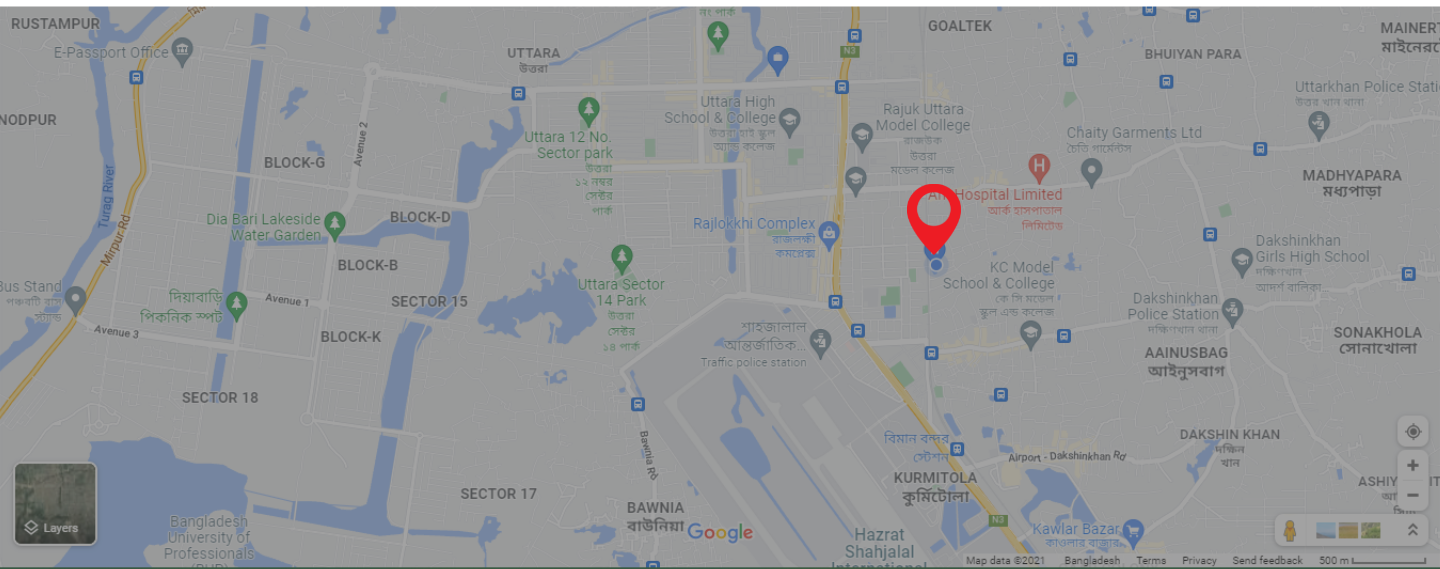 RUSTAMPUR
E-Passport Office
NODPUR
Turag River
Mirpur Rd
Avenue 2
BLOCK-G
Dia Bari Lakeside
Water Garden
BLOCK-D
BLOCK-B
Bus Stand
পঞ্চবটি বাস
স্ট্যান্ড
দিয়াবাড়ি
পিকনিক স্পট
Avenue 1
Avenue 3
BLOCK-K
SECTOR 15
SECTOR 18
SECTOR 17
Layers
Bangladesh
University of
Professionals
UTTARA
উত্তরা
নং পার্ক
Uttara 12 No.
Sector park
উত্তরা
১২ নম্বর
সেক্টর
পার্ক
Uttara High
School & College
উত্তরা হাই স্কুল
অ্যান্ড কলেজ
Rajlokkhi Complex
রাজলক্ষ্মী
কমপ্লেক্স
Uttara Sector
14 Park
উত্তরা
সেক্টর
১৪ পার্ক
শাহজালাল
আন্তর্জাতিক...
Traffic police station
Bawnia Rd
BAWNIA
বাউনিয়া
Google
N3
GOALTEK
Rajuk Uttara
Model College
রাজউক
উত্তরা
মডেল কলেজ
Hospital Limited
আর্ক হাসপাতাল
লিমিটেড
KC Model
School & College
কে সি মডেল
স্কুল এন্ড কলেজ
BHUIYAN PARA
Chaity Garments Ltd
চৈতি গার্মেন্টস
MAINERT
মাইনেরটে
Uttarkhan Police Stati
উত্তর খান থানা
MADHYAPARA
মধ্যপাড়া
Dakshinkhan
Girls High School
দক্ষিণখান
আদর্শ বালিকা
Dakshinkhan
Police Station
দক্ষিণখান থানা
AAINUSBAG
আইনুসবাগ
SONAKHOLA
সোনাখোলা
বিমান বন্দর
স্টেশন
KURMITOLA
কুর্মিটোলা
Airport - Dakshinkhan Rd
DAKSHIN KHAN
দক্ষিন
খান
N3
Kawlar Bazar
কাওলার বাজার
Hazrat
Shahjalal
International
Map data ©2021 Bangladesh Terms Privacy Send feedback 500 m